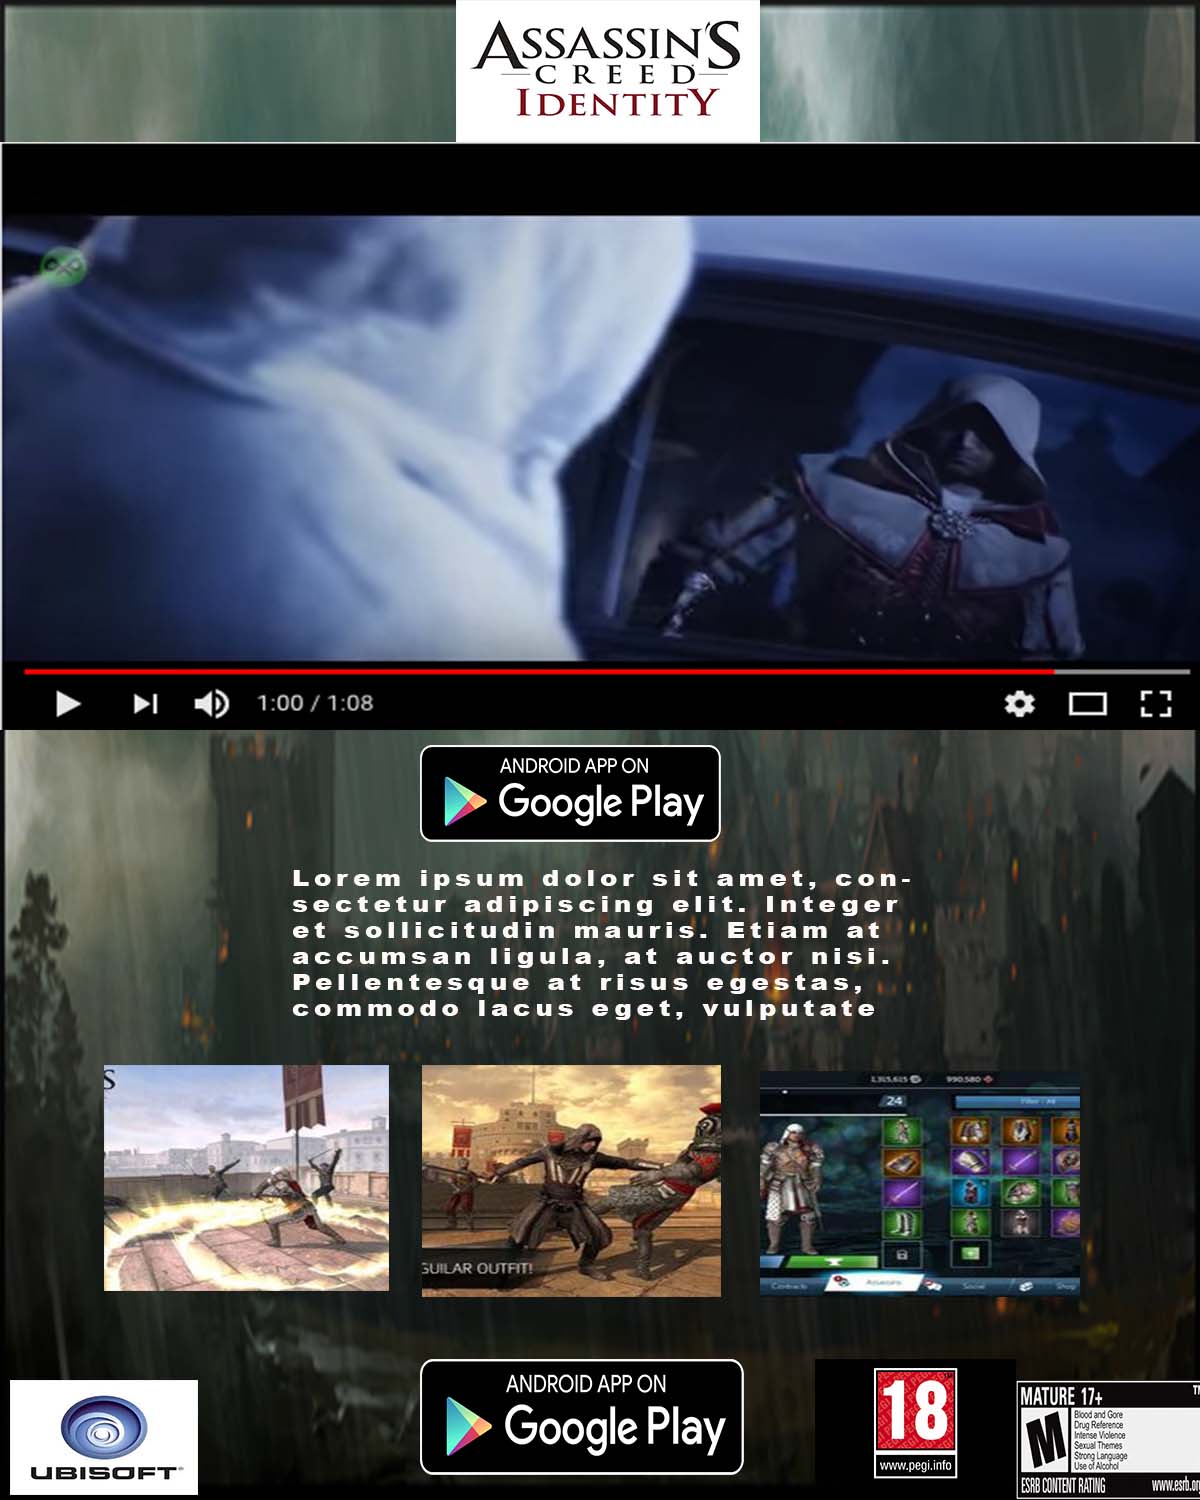 ASSASSIN'S
CREED
IDENTITY
1:00 / 1:08
ANDROID APP ON
Google Play
Lorem ipsum dolor sit amet, con-
sectetur adipiscing elit. Integer
et sollicitudin mauris. Etiam at
accumsan ligula, at auctor nisi.
Pellentesque at risus egestas,
commodo lacus eget, vulputate
S
GUILAR OUTFIT!
1,315,615
990,580
24
Filter : All
Contracts
Assassins
Social
Shop
UBISOFT
ANDROID APP ON
Google Play
18
www.pegi.info
MATURE 17+
M
Blood and Gore
Drug Reference
Intense Violence
Sexual Themes
Strong Language
Use of Alcohol
ESRB CONTENT RATING www.esrb.or